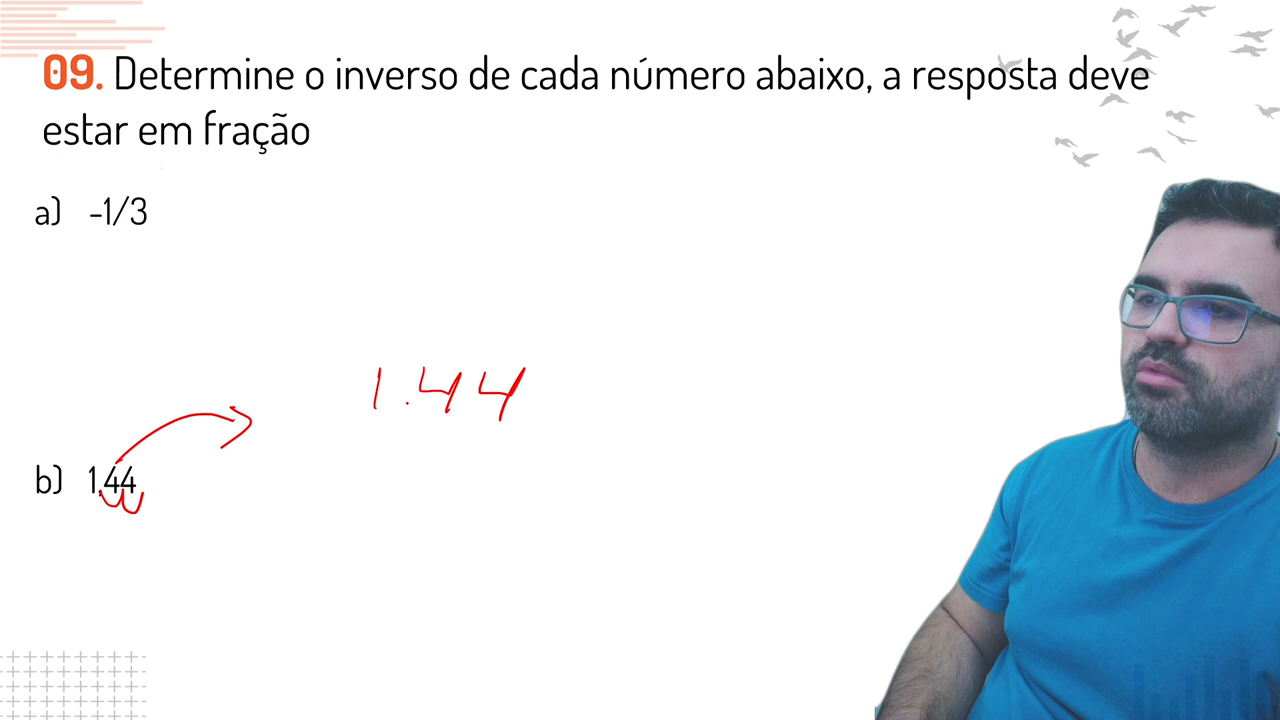 09. Determine o inverso de cada número abaixo, a resposta deve
estar em fração
a) -1/3
1.44
b) 1,44